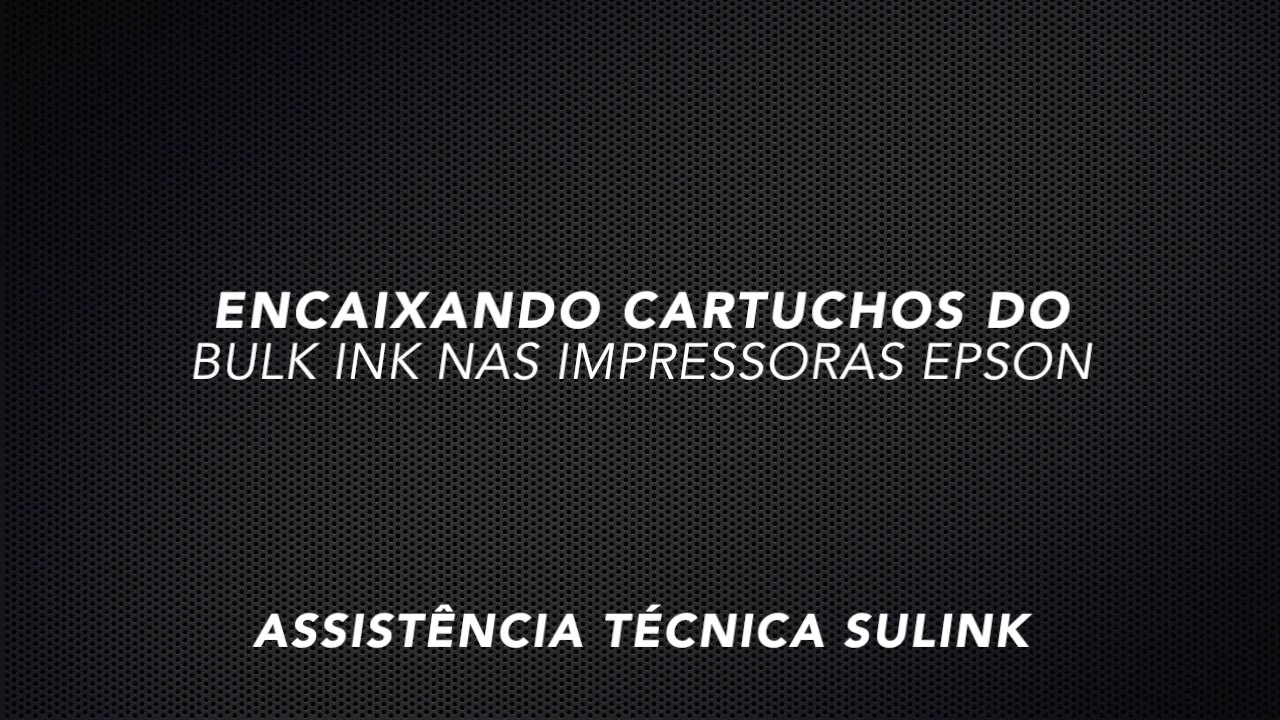 ENCAIXANDO CARTUCHOS DO
BULK INK NAS IMPRESSORAS EPSON
ASSISTÊNCIA TÉCNICA SULINK